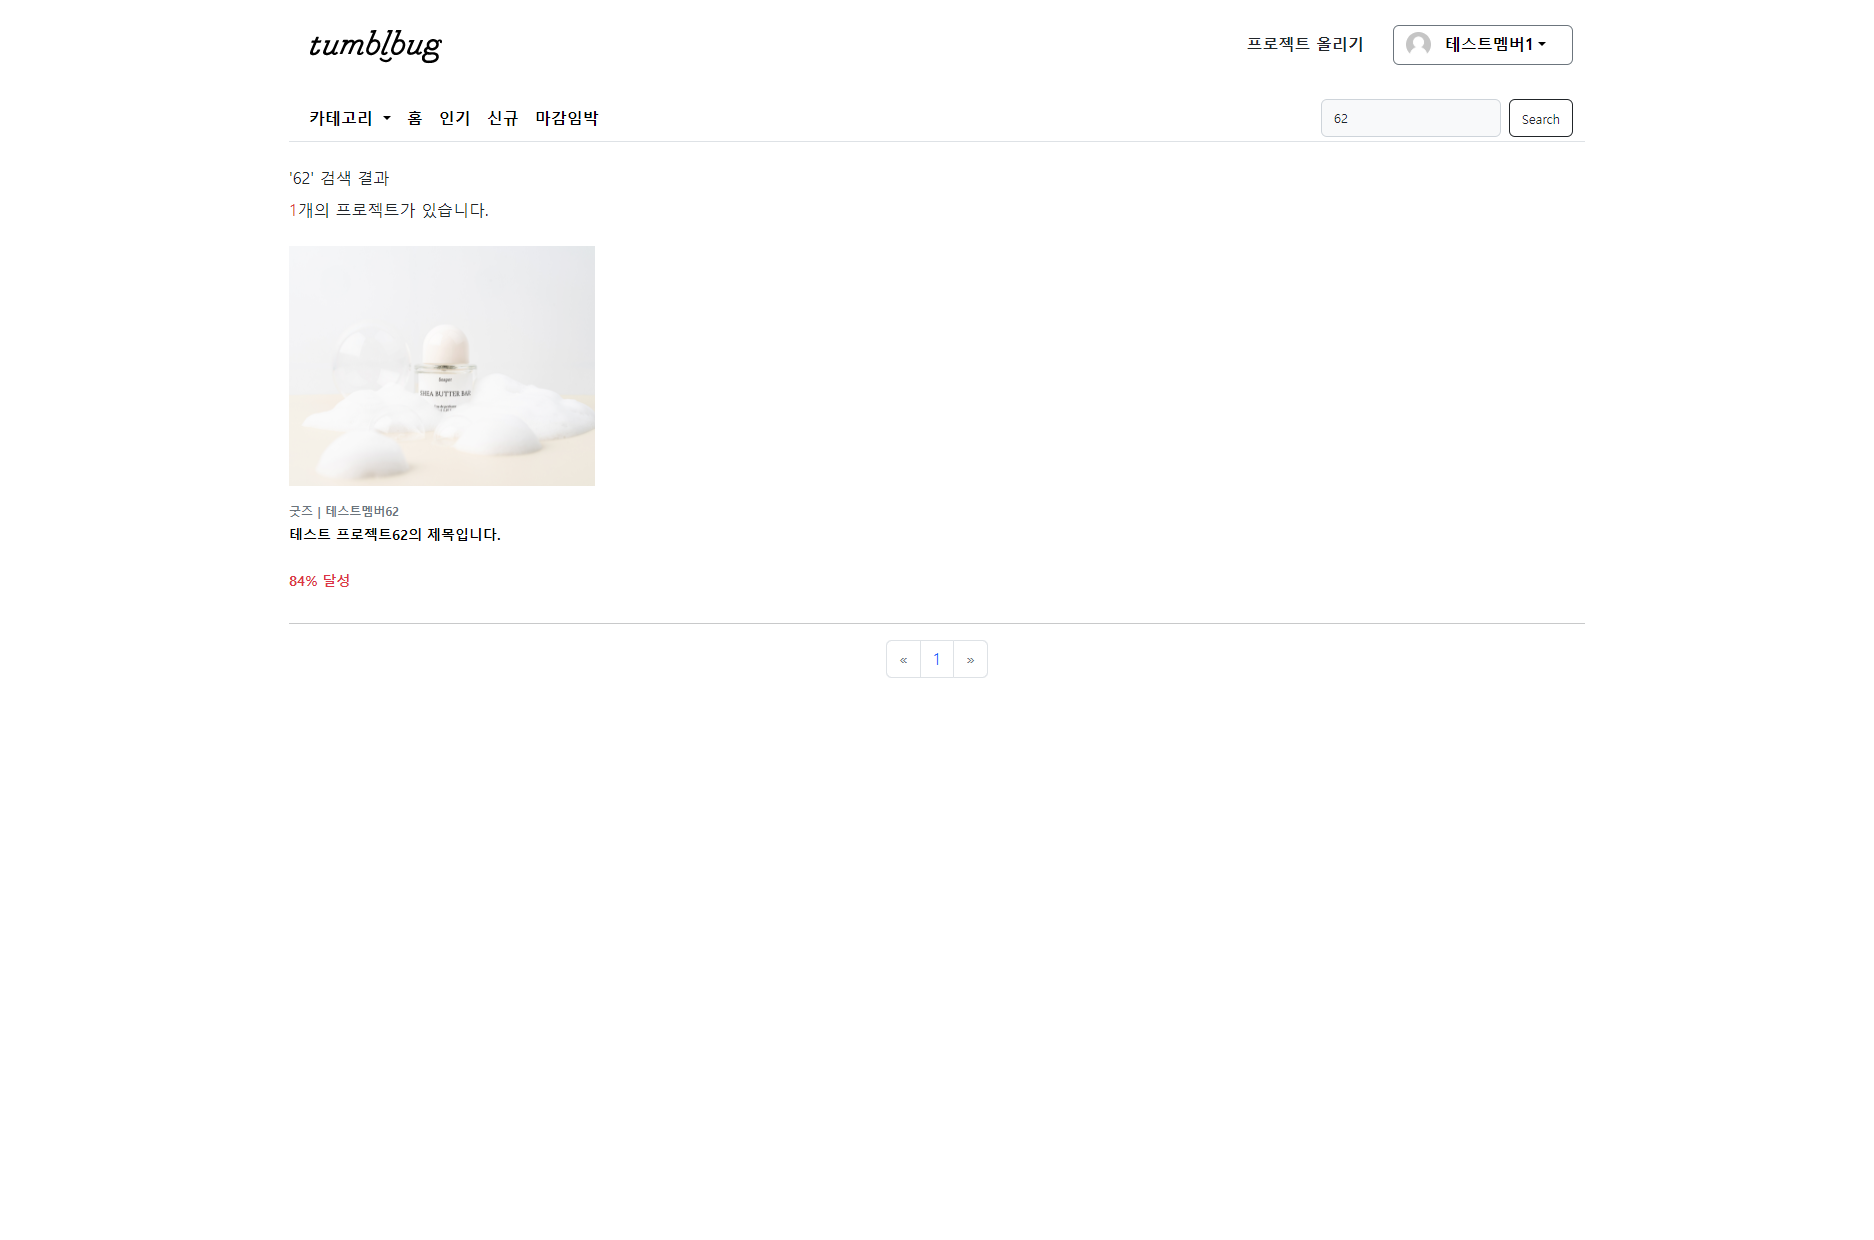 tumblbug
프로젝트 올리기
테스트멤버1
카테고리 홈 인기 신규 마감임박
62
Search
'62' 검색 결과
1개의 프로젝트가 있습니다.
SHEA BUTTER BAR
굿즈 | 테스트멤버62
테스트 프로젝트62의 제목입니다.
84% 달성
« 1 »